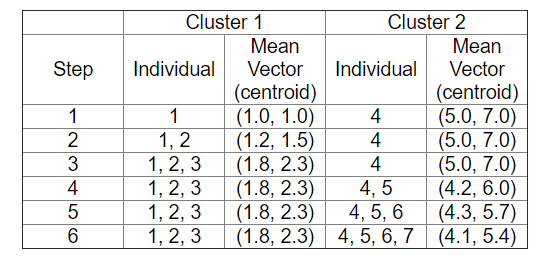 Cluster 1 Cluster 2
Mean Mean
Step Individual Vector Individual Vector
(centroid) (centroid)
1 1 (1.0, 1.0) 4 (5.0, 7.0)
2 1, 2 (1.2, 1.5) 4 (5.0, 7.0)
3 1, 2, 3 (1.8, 2.3) 4 (5.0, 7.0)
4 1, 2, 3 (1.8, 2.3) 4, 5 (4.2, 6.0)
5 1, 2, 3 (1.8, 2.3) 4, 5, 6 (4.3, 5.7)
6 1, 2, 3 (1.8, 2.3) 4, 5, 6, 7 (4.1, 5.4)